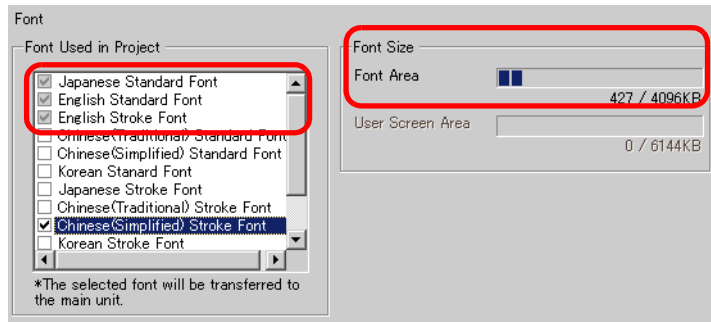 Font
Font Used in Project
Japanese Standard Font
English Standard Font
English Stroke Font
Chinese(Traditional) Standard Font
Chinese(Simplified) Standard Font
Korean Stanard Font
Japanese Stroke Font
Chinese(Traditional) Stroke Font
Chinese(Simplified) Stroke Font
Korean Stroke Font
*The selected font will be transferred to
the main unit.
Font Size
Font Area
427 / 4096KB
User Screen Area
0 / 6144KB